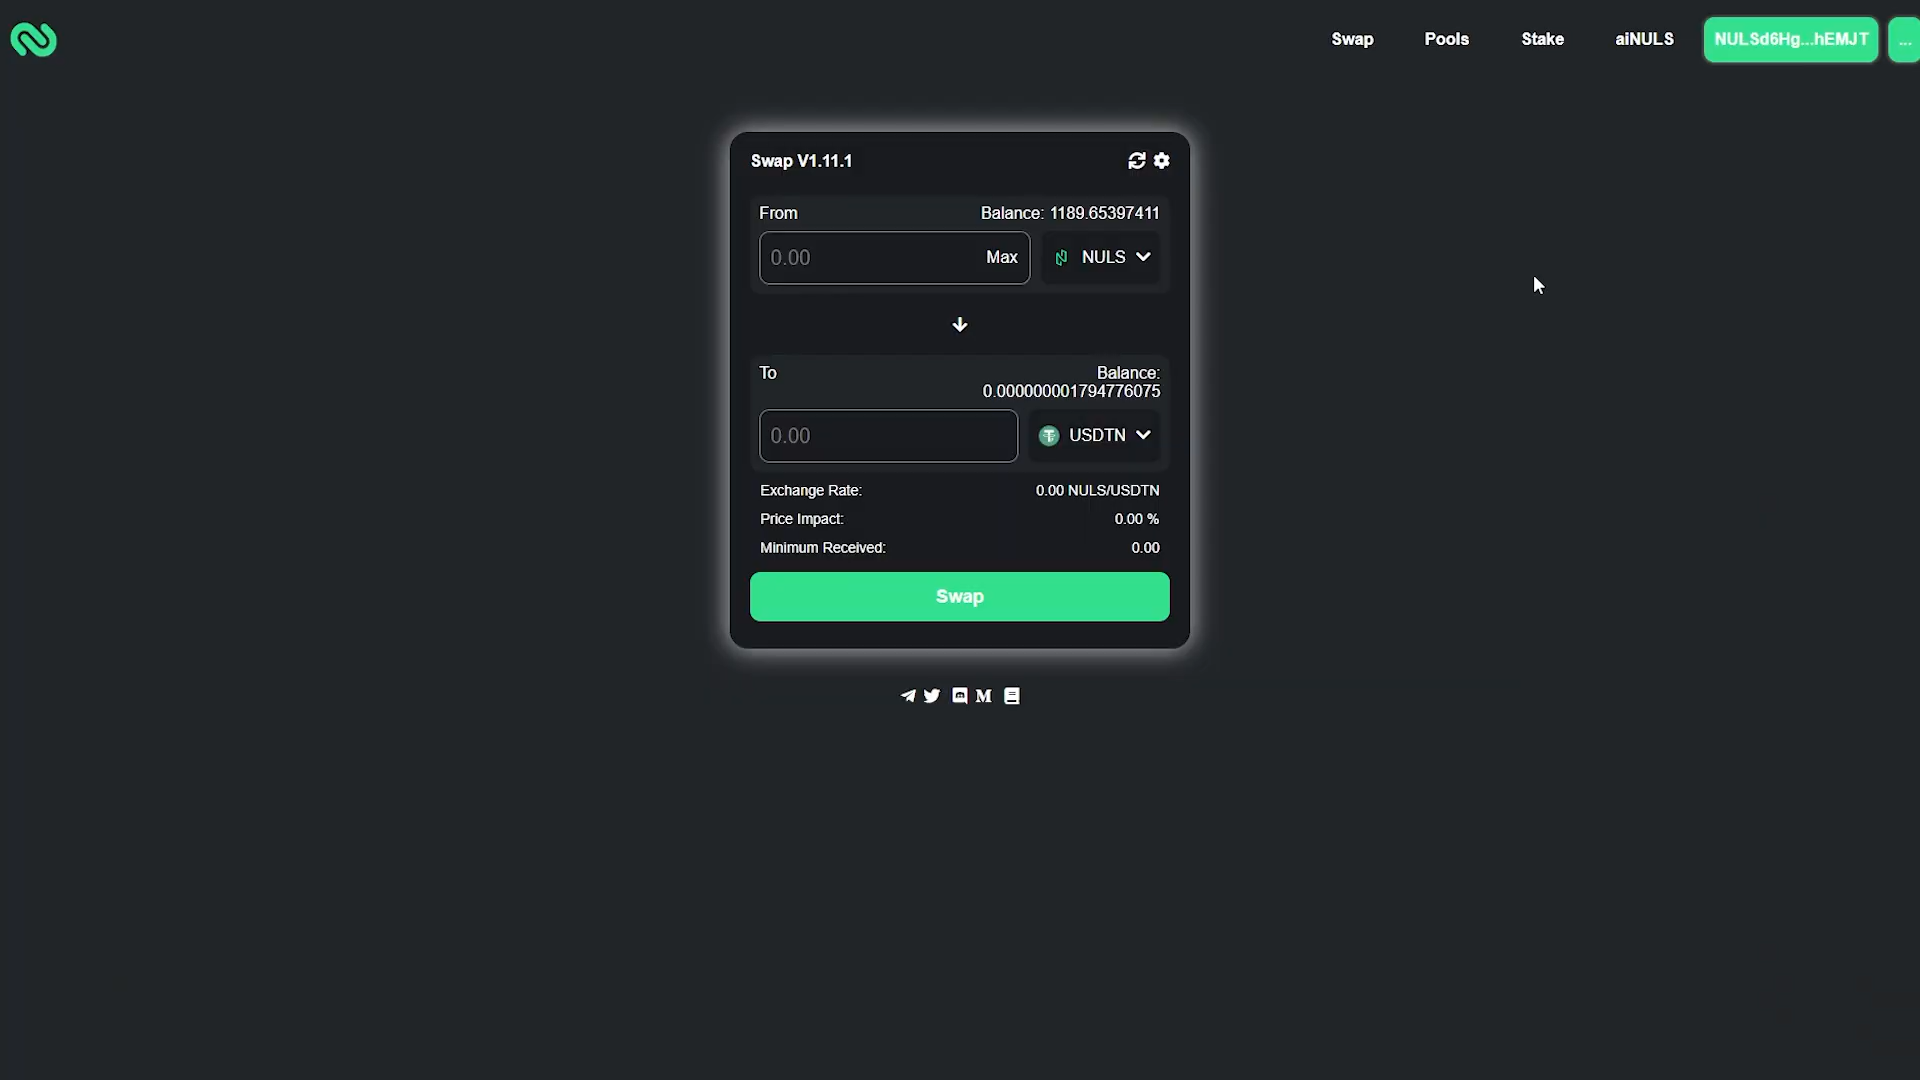 Swap Pools Stake aiNULS NULSd6Hg...hEMJT ...
Swap V1.11.1
From Balance: 1189.65397411
0.00 Max NULS
To Balance:
0.000000001794776075
0.00 USDTN
Exchange Rate: 0.00 NULS/USDTN
Price Impact: 0.00 %
Minimum Received: 0.00
Swap